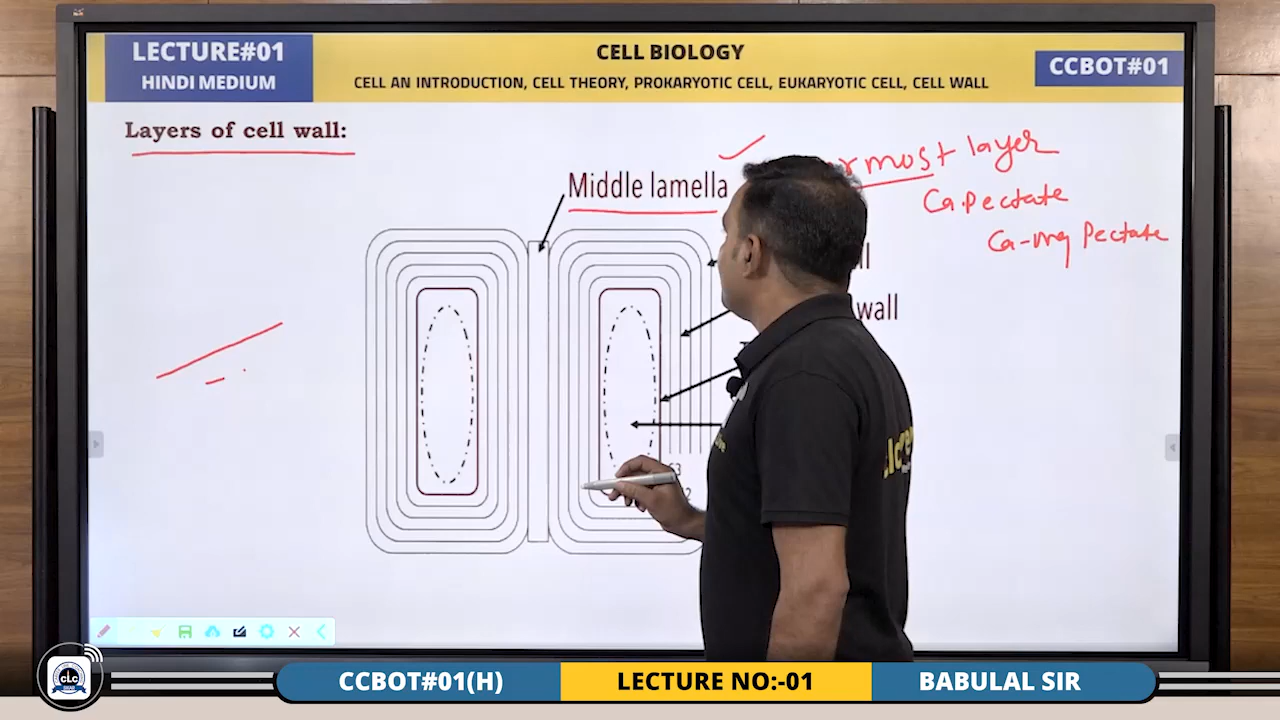 LECTURE#01
HINDI MEDIUM
CELL BIOLOGY
CELL AN INTRODUCTION, CELL THEORY, PROKARYOTIC CELL, EUKARYOTIC CELL, CELL WALL
CCBOT#01
Layers of cell wall:
Middle lamella
most layer
Ca-Pectate
Ca-mg Pectate
wall
CCBOT#01(H)
LECTURE NO:-01
BABULAL SIR